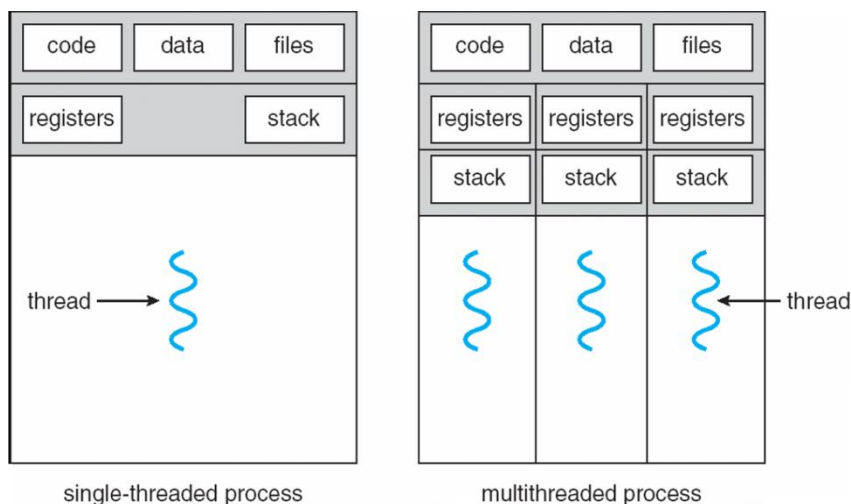 code data files
registers stack
thread
single-threaded process
code data files
registers registers registers
stack stack stack
thread
multithreaded process